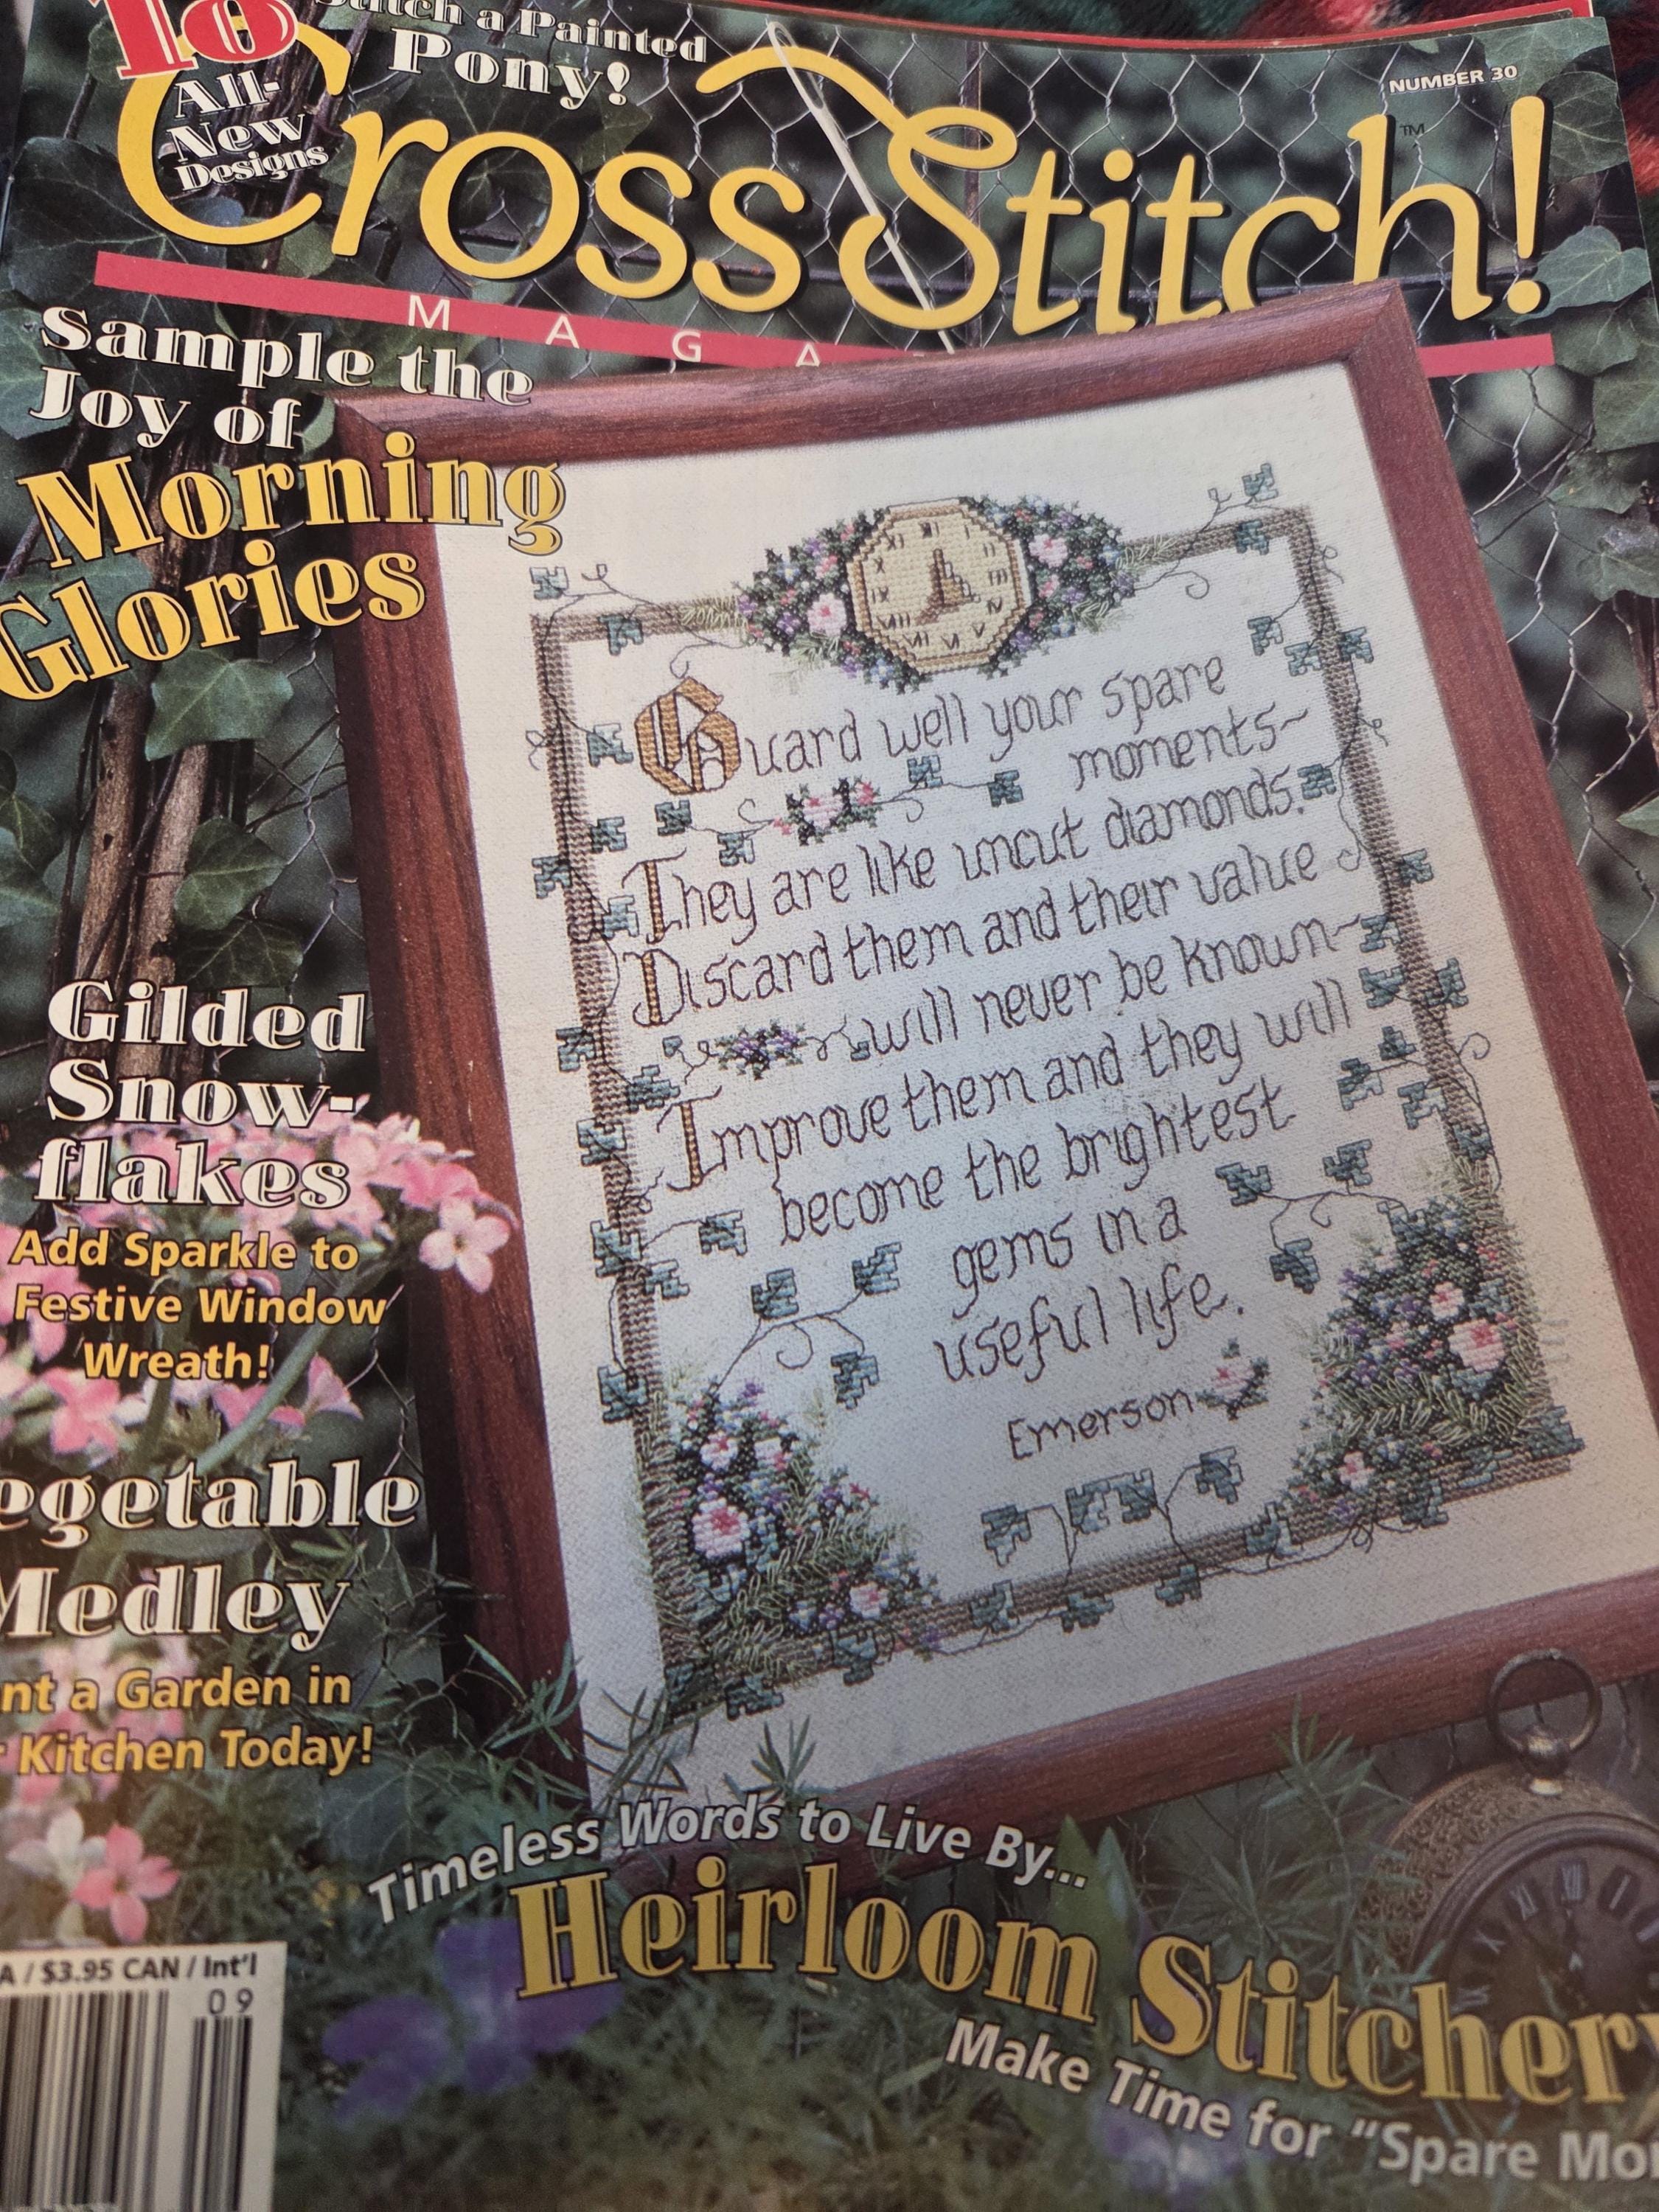 18
All-
New
Designs
Stitch a Painted
Pony!
NUMBER 30
Cross Stitch!
TM
M A G A
Sample the
Joy of
Morning
Glories
XII
Guard well your spare
moments~
They are like uncut diamonds.
Discard them and their value
will never be known~
Improve them and they will
become the brightest
gems in a
useful life.
Emerson
Gilded
Snow-
flakes
Add Sparkle to
Festive Window
Wreath!
egetable
Medley
nt a Garden in
r Kitchen Today!
Timeless Words to Live By...
Heirloom Stitchery
Make Time for "Spare Mo
A / $3.95 CAN / Int'l
09